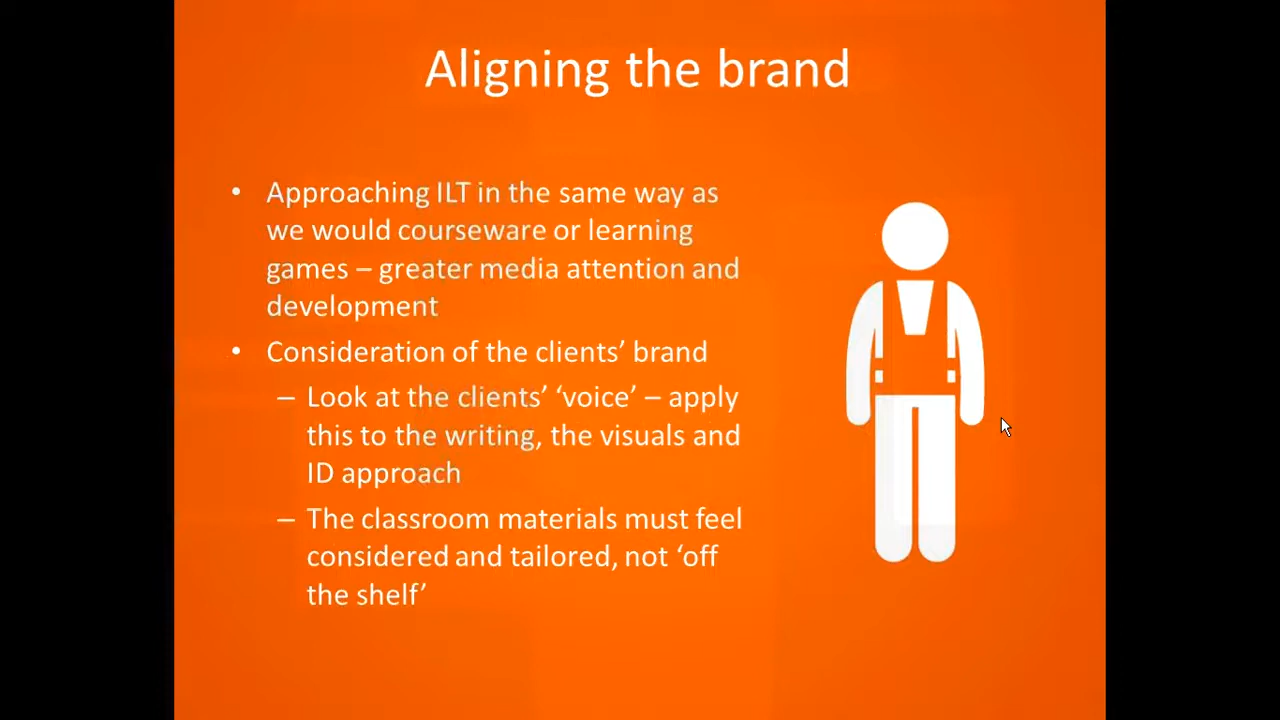 Aligning the brand
• Approaching ILT in the same way as
we would courseware or learning
games – greater media attention and
development
• Consideration of the clients’ brand
– Look at the clients’ ‘voice’ – apply
this to the writing, the visuals and
ID approach
– The classroom materials must feel
considered and tailored, not ‘off
the shelf’